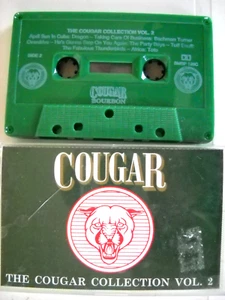 THE COUGAR COLLECTION VOL. 2
April Sun In Cuba; Dragon - Taking Care Of Business; Bachman Turner
Overdrive - He's Gonna Step On You Again; The Party Boys - Tuff Enuff;
The Fabulous Thunderbirds -
SIDE 2
COUGAR
BOURBON
COUGAR
THE COUGAR COLLECTION VOL. 2